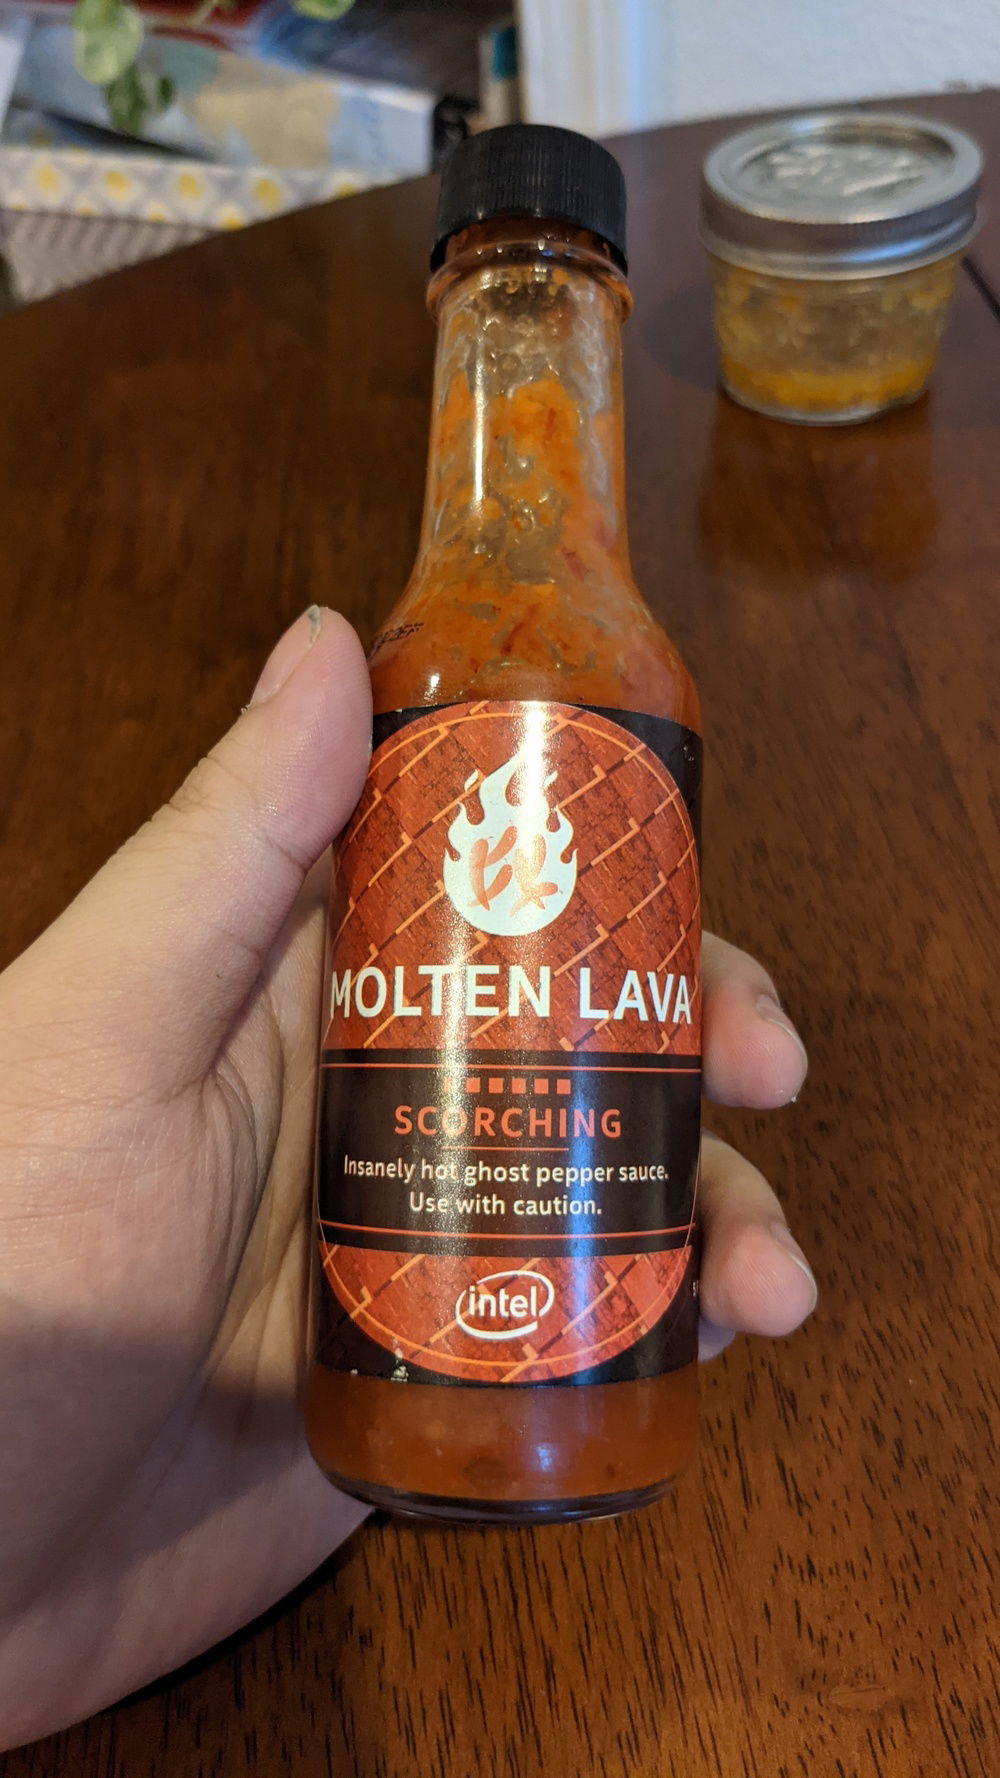 MOLTEN LAVA
SCORCHING
Insanely hot ghost pepper sauce.
Use with caution.
intel